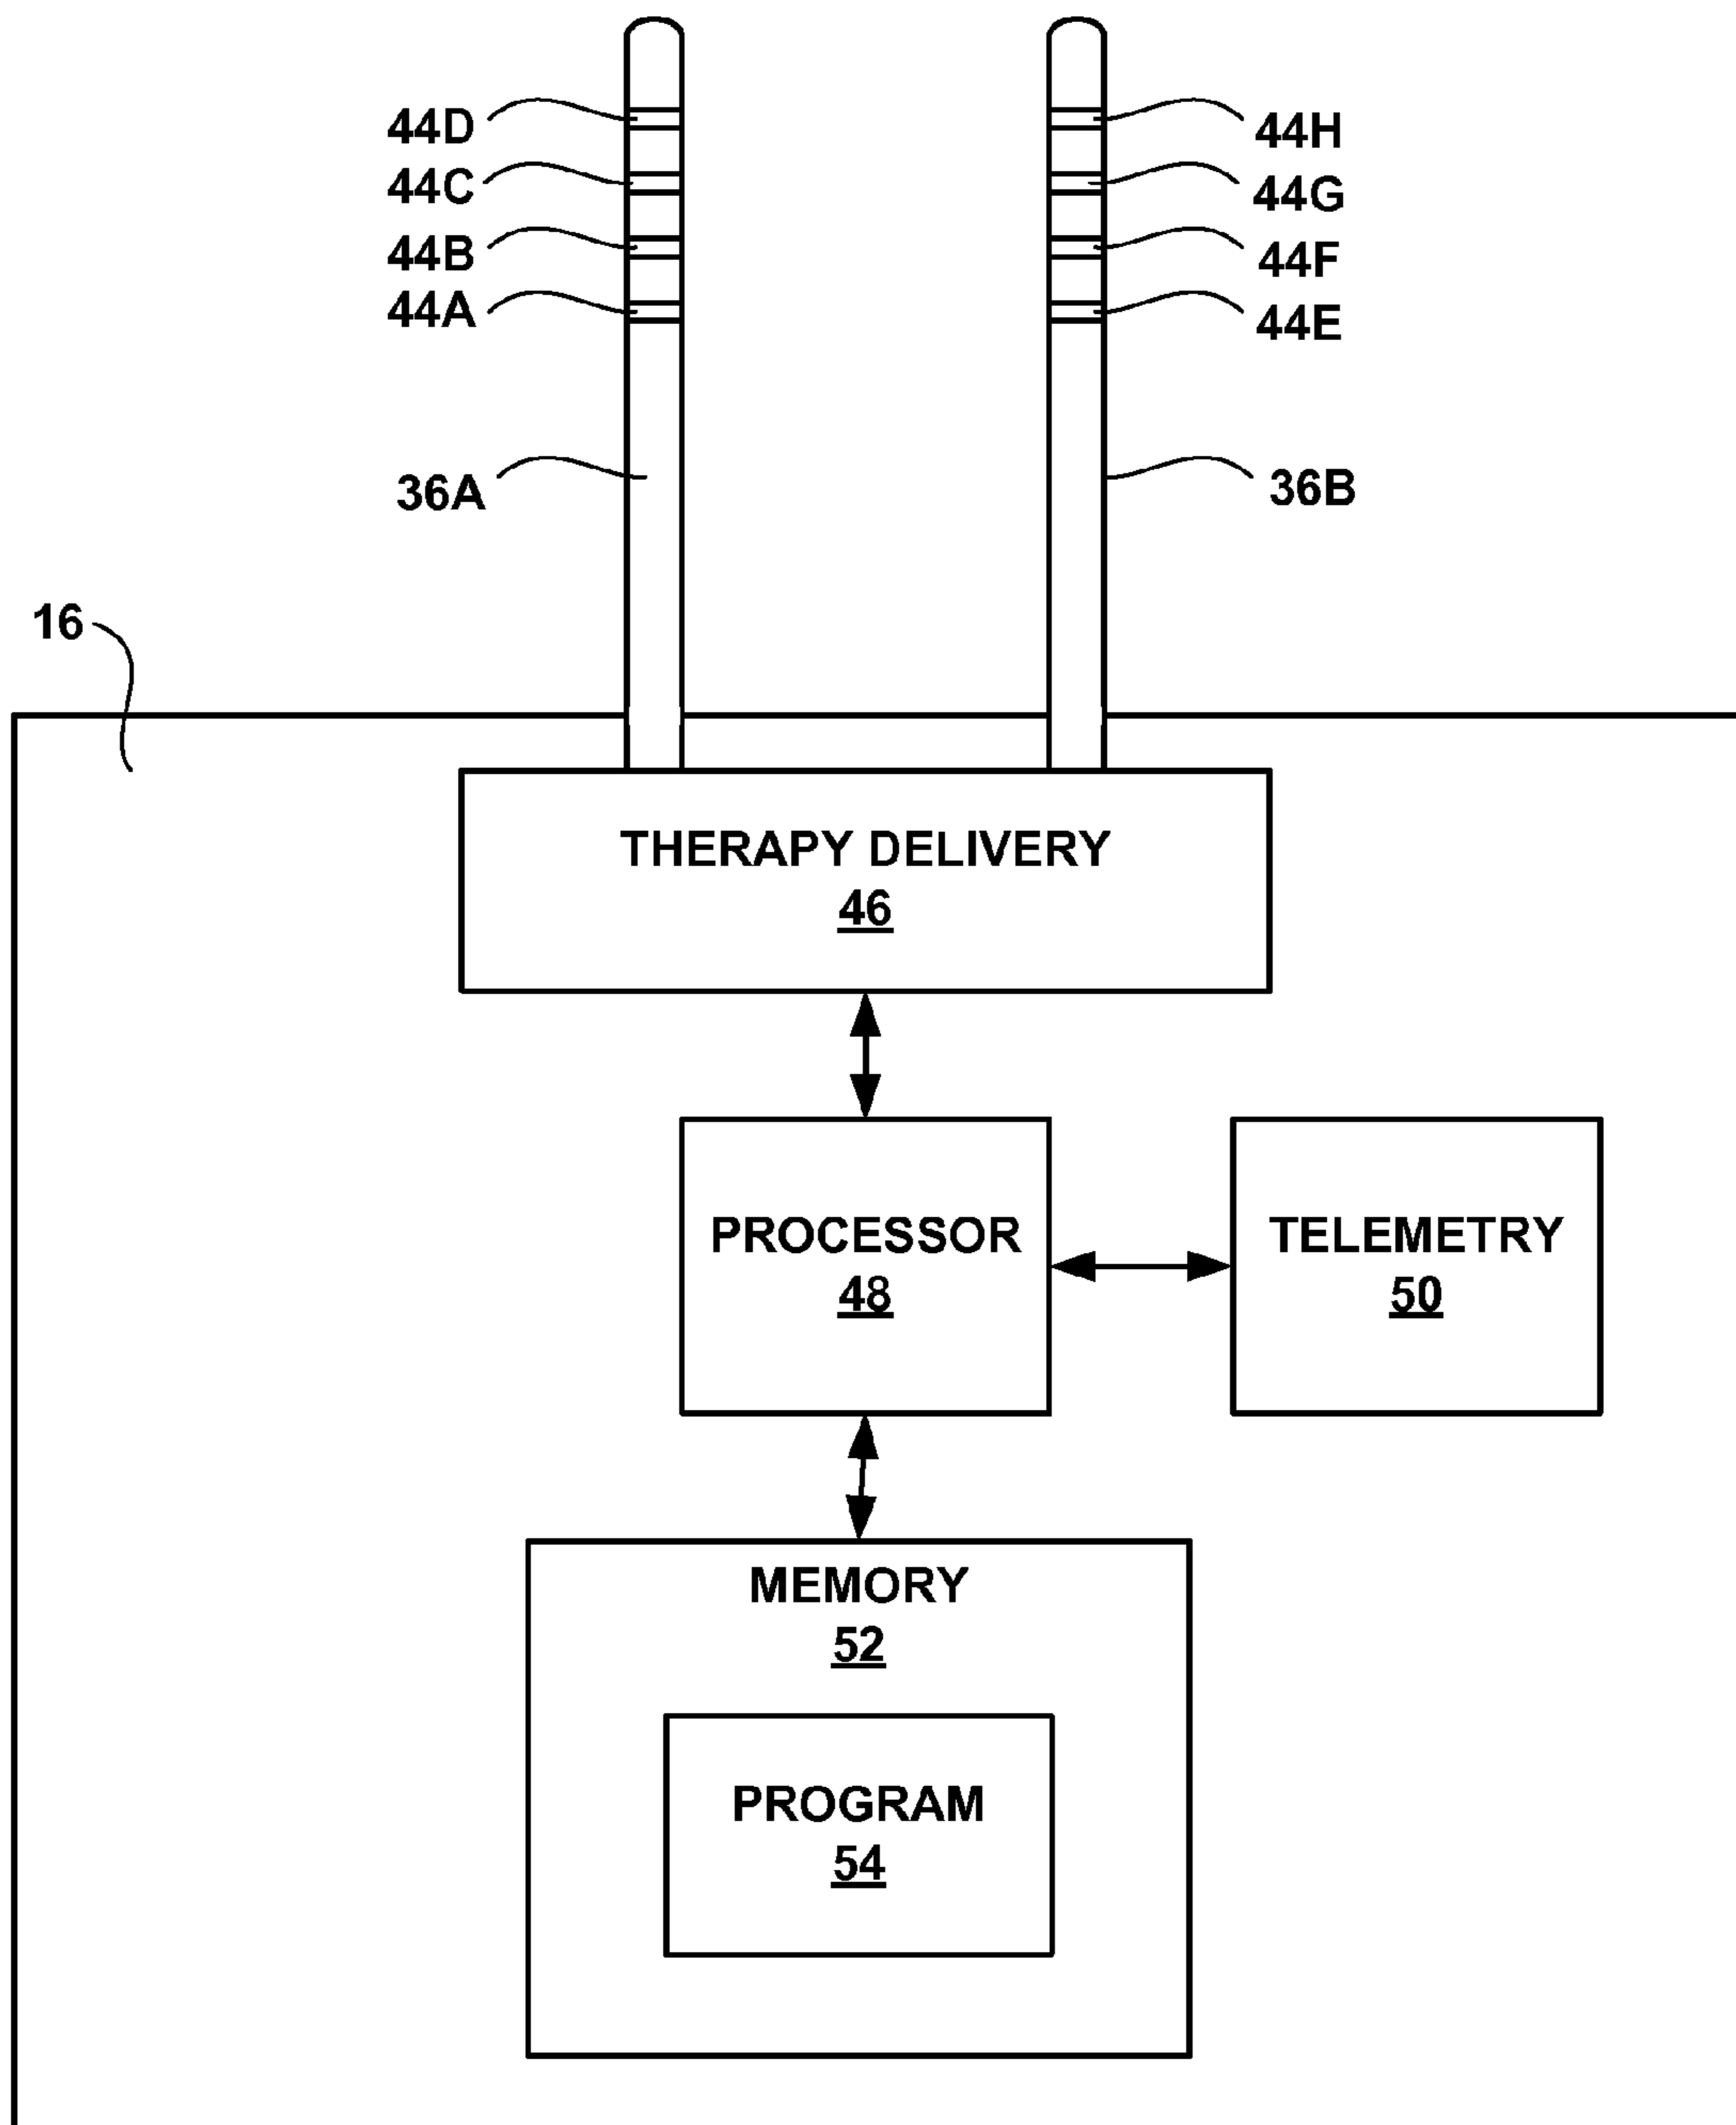 44D
44H
44C
44G
44B
44F
44A
44E
36A
36B
16
THERAPY DELIVERY
46
PROCESSOR
48
TELEMETRY
50
MEMORY
52
PROGRAM
54